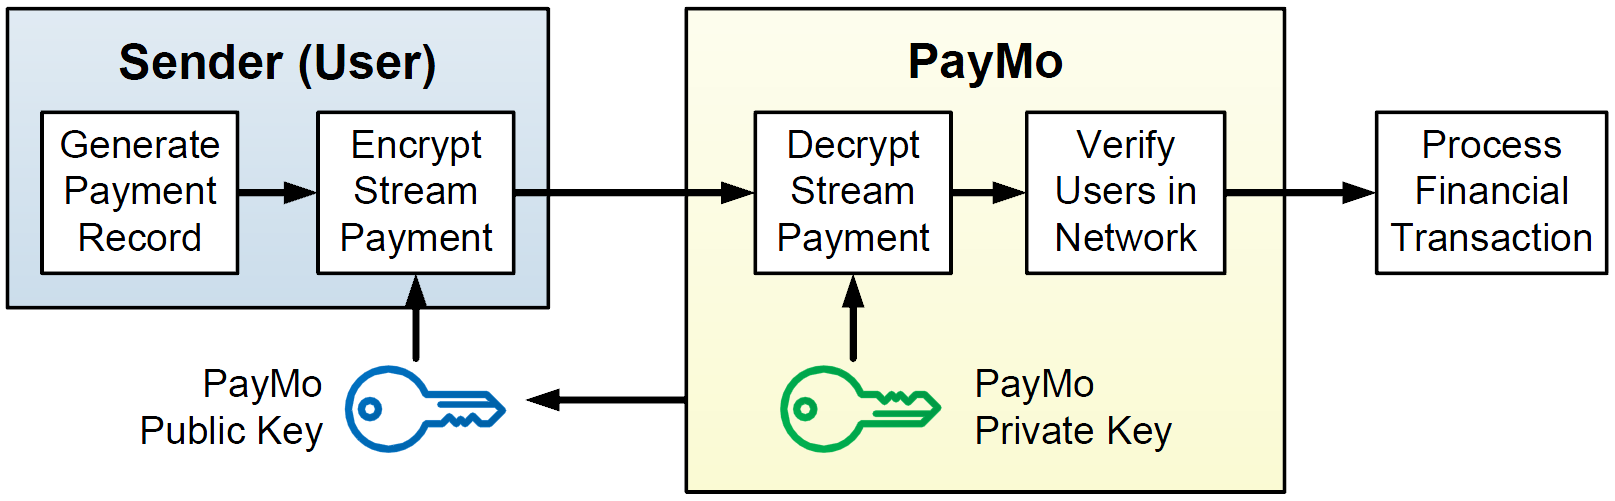 Sender (User)
Generate
Payment
Record
Encrypt
Stream
Payment
PayMo
Public Key
PayMo
Decrypt
Stream
Payment
Verify
Users in
Network
PayMo
Private Key
Process
Financial
Transaction